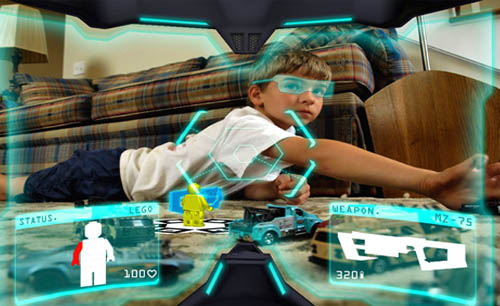 STATUS. LEGO
100
WEAPON. MZ-75
320